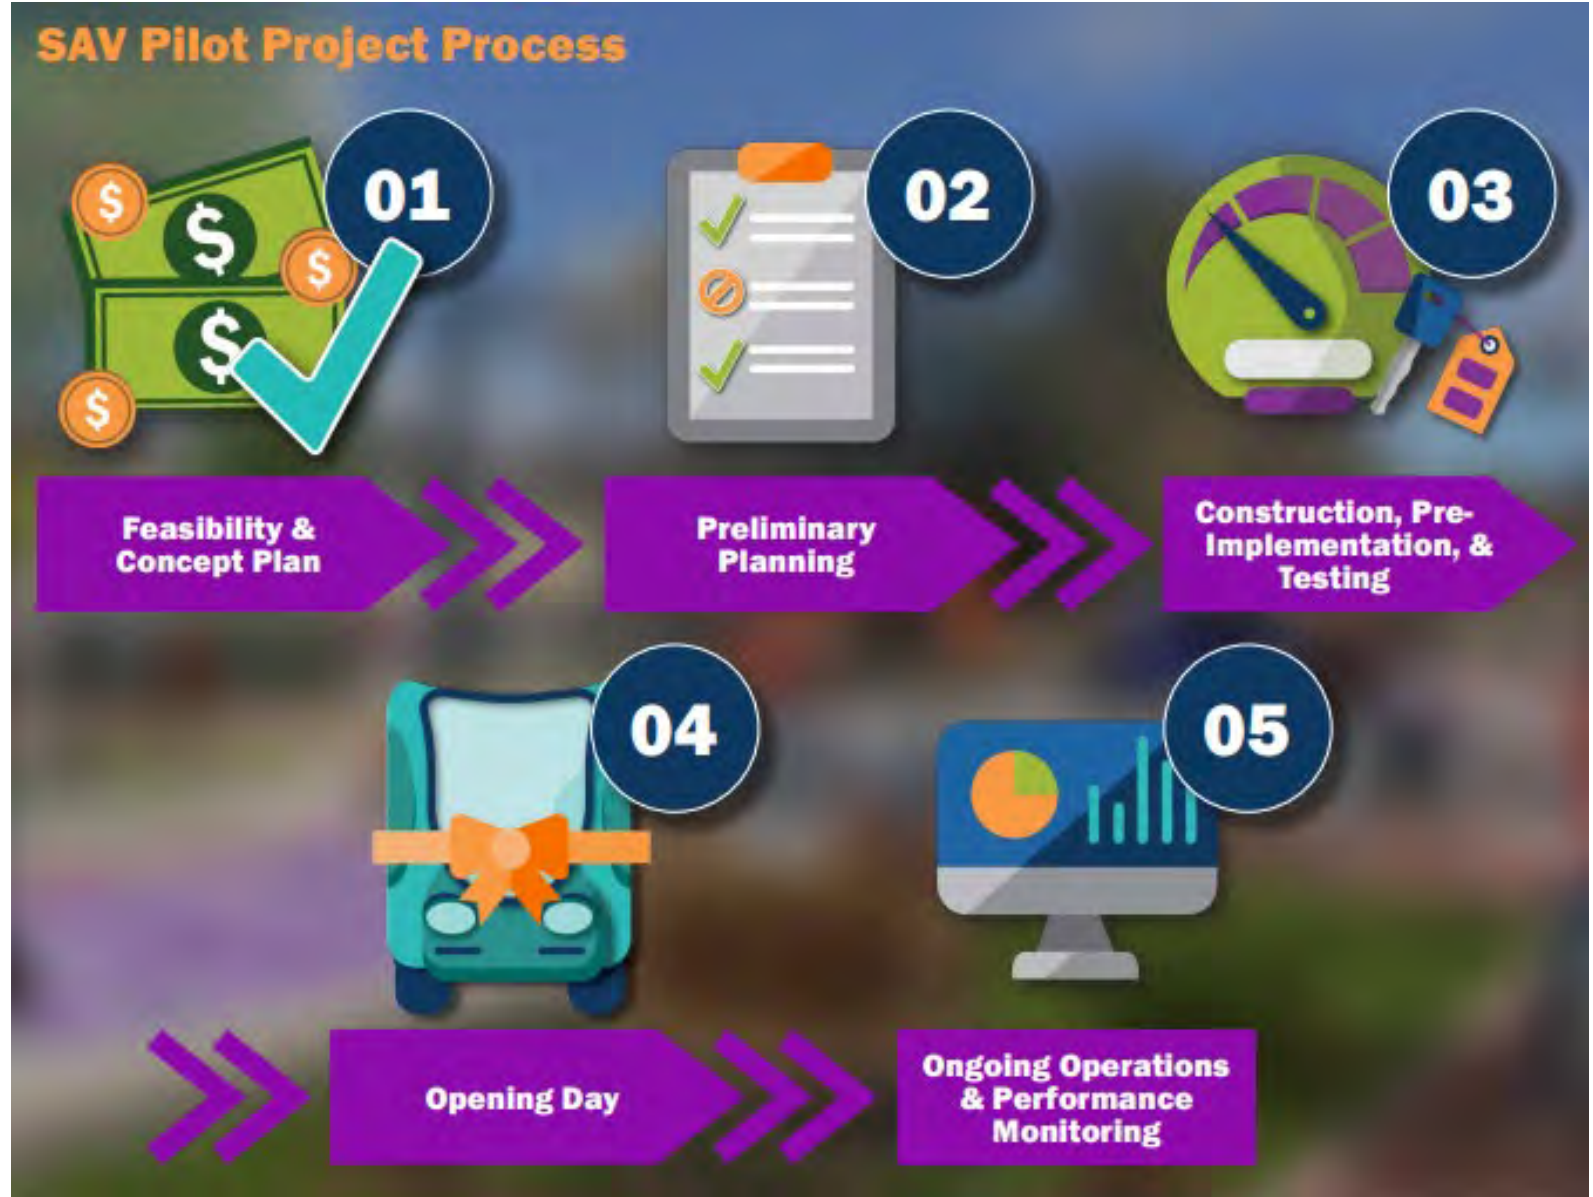 SAV Pilot Project Process
$
$
$
$
$
01
02
03
Feasibility &
Concept Plan
Preliminary
Planning
Construction, Pre-
Implementation, &
Testing
04
05
Opening Day
Ongoing Operations
& Performance
Monitoring